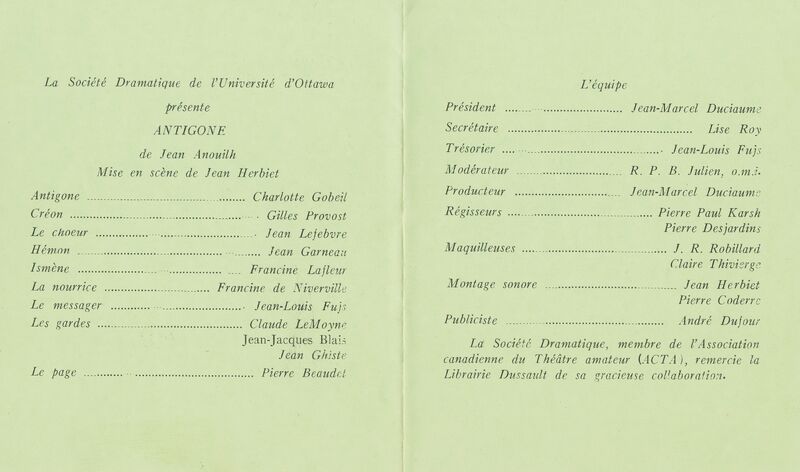 La Société Dramatique de l'Université d'Ottawa
présente
ANTIGONE
de Jean Anouilh
Mise en scène de Jean Herbiet
Antigone ........................................ Charlotte Gobeil
Créon ........................................ Gilles Provost
Le choeur ........................................ Jean Lefebvre
Hémon ........................................ Jean Garneau
Ismène ........................................ Francine Lafleur
La nourrice ........................................ Francine de Niverville
Le messager ........................................ Jean-Louis Fujs
Les gardes ........................................ Claude LeMoyne
Jean-Jacques Blais
Jean Ghiste
Le page ........................................ Pierre Beaudet
L'équipe
Président ........................................ Jean-Marcel Duciaume
Secrétaire ........................................ Lise Roy
Trésorier ........................................ Jean-Louis Fujs
Modérateur ........................................ R. P. B. Julien, o.m.i.
Producteur ........................................ Jean-Marcel Duciaume
Régisseurs ........................................ Pierre Paul Karsh
Pierre Desjardins
Maquilleuses ........................................ J. R. Robillard
Claire Thivierge
Montage sonore ........................................ Jean Herbiet
Pierre Coderre
Publiciste ........................................ André Dufour
La Société Dramatique, membre de l'Association
canadienne du Théâtre amateur (ACTA), remercie la
Librairie Dussault de sa gracieuse collaboration.